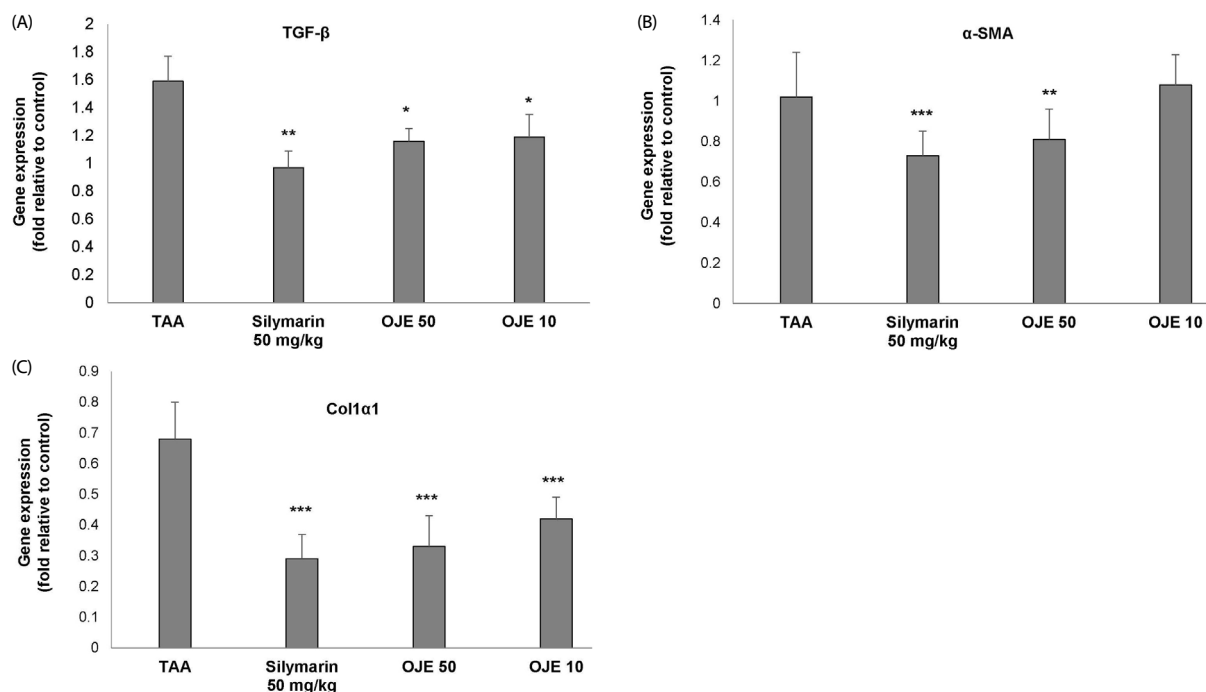 (A)
TGF-β
Gene expression
(fold relative to control)
2
1.8
1.6
1.4
1.2
1
0.8
0.6
0.4
0.2
0
**
*
*
TAA
Silymarin
50 mg/kg
OJE 50
OJE 10
(B)
α-SMA
Gene expression
(fold relative to control)
1.4
1.2
1
0.8
0.6
0.4
0.2
0
***
**
TAA
Silymarin
50 mg/kg
OJE 50
OJE 10
(C)
Col1α1
Gene expression
(fold relative to control)
0.9
0.8
0.7
0.6
0.5
0.4
0.3
0.2
0.1
0
***
***
***
TAA
Silymarin
50 mg/kg
OJE 50
OJE 10